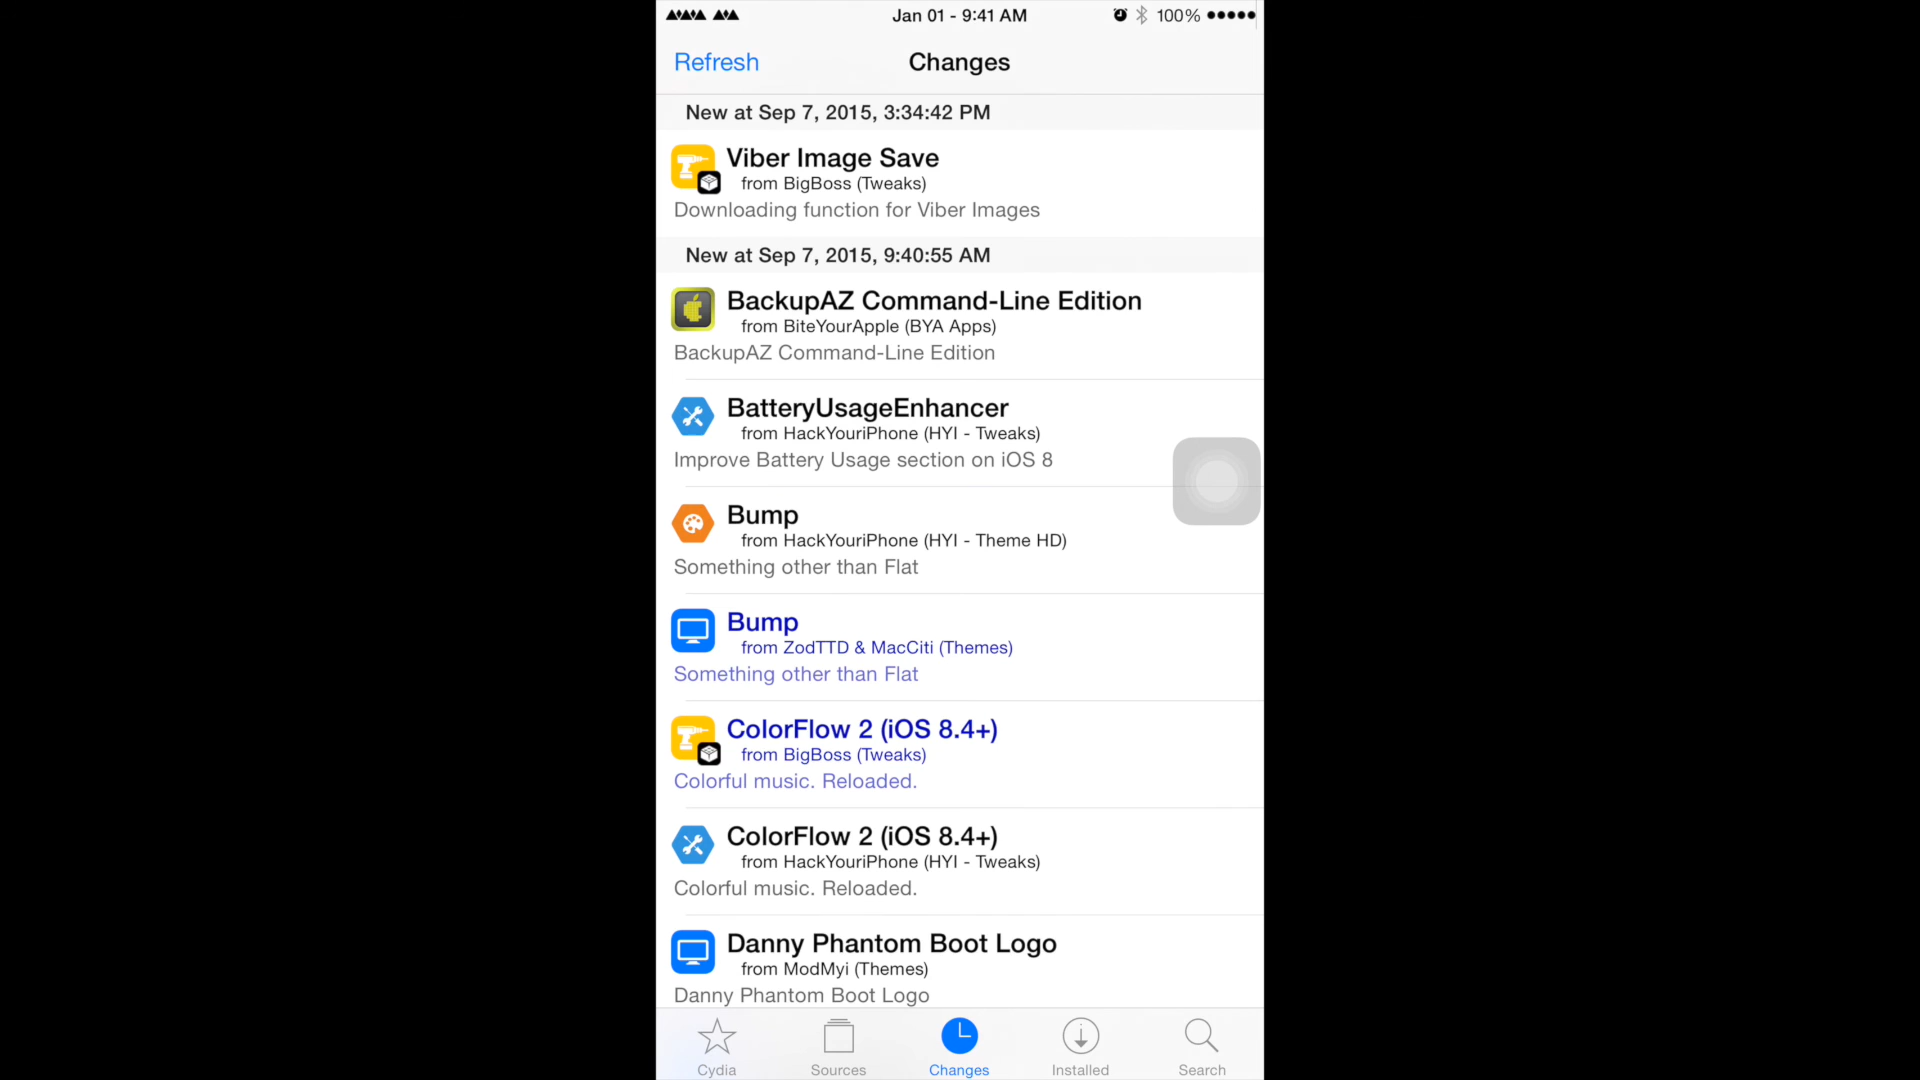 Jan 01 - 9:41 AM
100%
Refresh
Changes
New at Sep 7, 2015, 3:34:42 PM
Viber Image Save
from BigBoss (Tweaks)
Downloading function for Viber Images
New at Sep 7, 2015, 9:40:55 AM
BackupAZ Command-Line Edition
from BiteYourApple (BYA Apps)
BackupAZ Command-Line Edition
BatteryUsageEnhancer
from HackYouriPhone (HYI - Tweaks)
Improve Battery Usage section on iOS 8
Bump
from HackYouriPhone (HYI - Theme HD)
Something other than Flat
Bump
from ZodTTD & MacCiti (Themes)
Something other than Flat
ColorFlow 2 (iOS 8.4+)
from BigBoss (Tweaks)
Colorful music. Reloaded.
ColorFlow 2 (iOS 8.4+)
from HackYouriPhone (HYI - Tweaks)
Colorful music. Reloaded.
Danny Phantom Boot Logo
from ModMyi (Themes)
Danny Phantom Boot Logo
Cydia
Sources
Changes
Installed
Search